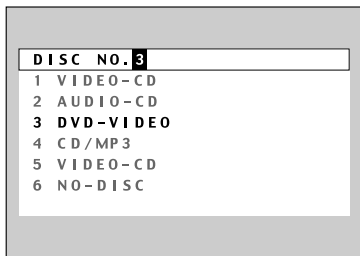 DISC NO.3
1 VIDEO-CD
2 AUDIO-CD
3 DVD-VIDEO
4 CD/MP3
5 VIDEO-CD
6 NO-DISC